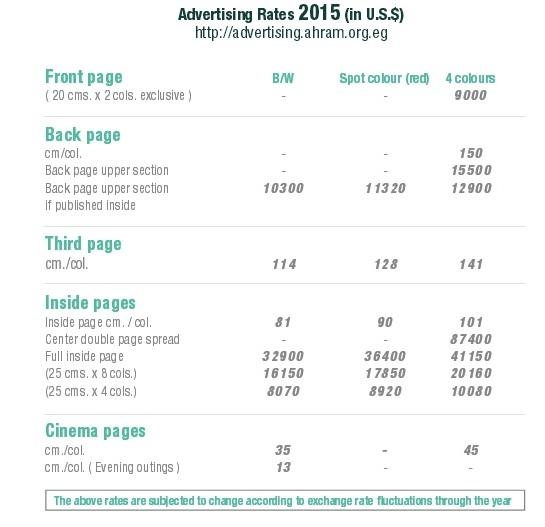 Advertising Rates 2015 (in U.S.$)
http://advertising.ahram.org.eg
Front page B/W Spot colour (red) 4 colours
( 20 cms. x 2 cols. exclusive ) - - 9000
Back page
cm/col. - - 150
Back page upper section - - 15500
Back page upper section 10300 11320 12900
if published inside
Third page
cm./col. 114 128 141
Inside pages
Inside page cm. / col. 81 90 101
Center double page spread - - 87400
Full inside page 32900 36400 41150
(25 cms. x 8 cols.) 16150 17850 20160
(25 cms. x 4 cols.) 8070 8920 10080
Cinema pages
cm./col. 35 - 45
cm./col. ( Evening outings ) 13 - -
The above rates are subjected to change according to exchange rate fluctuations through the year